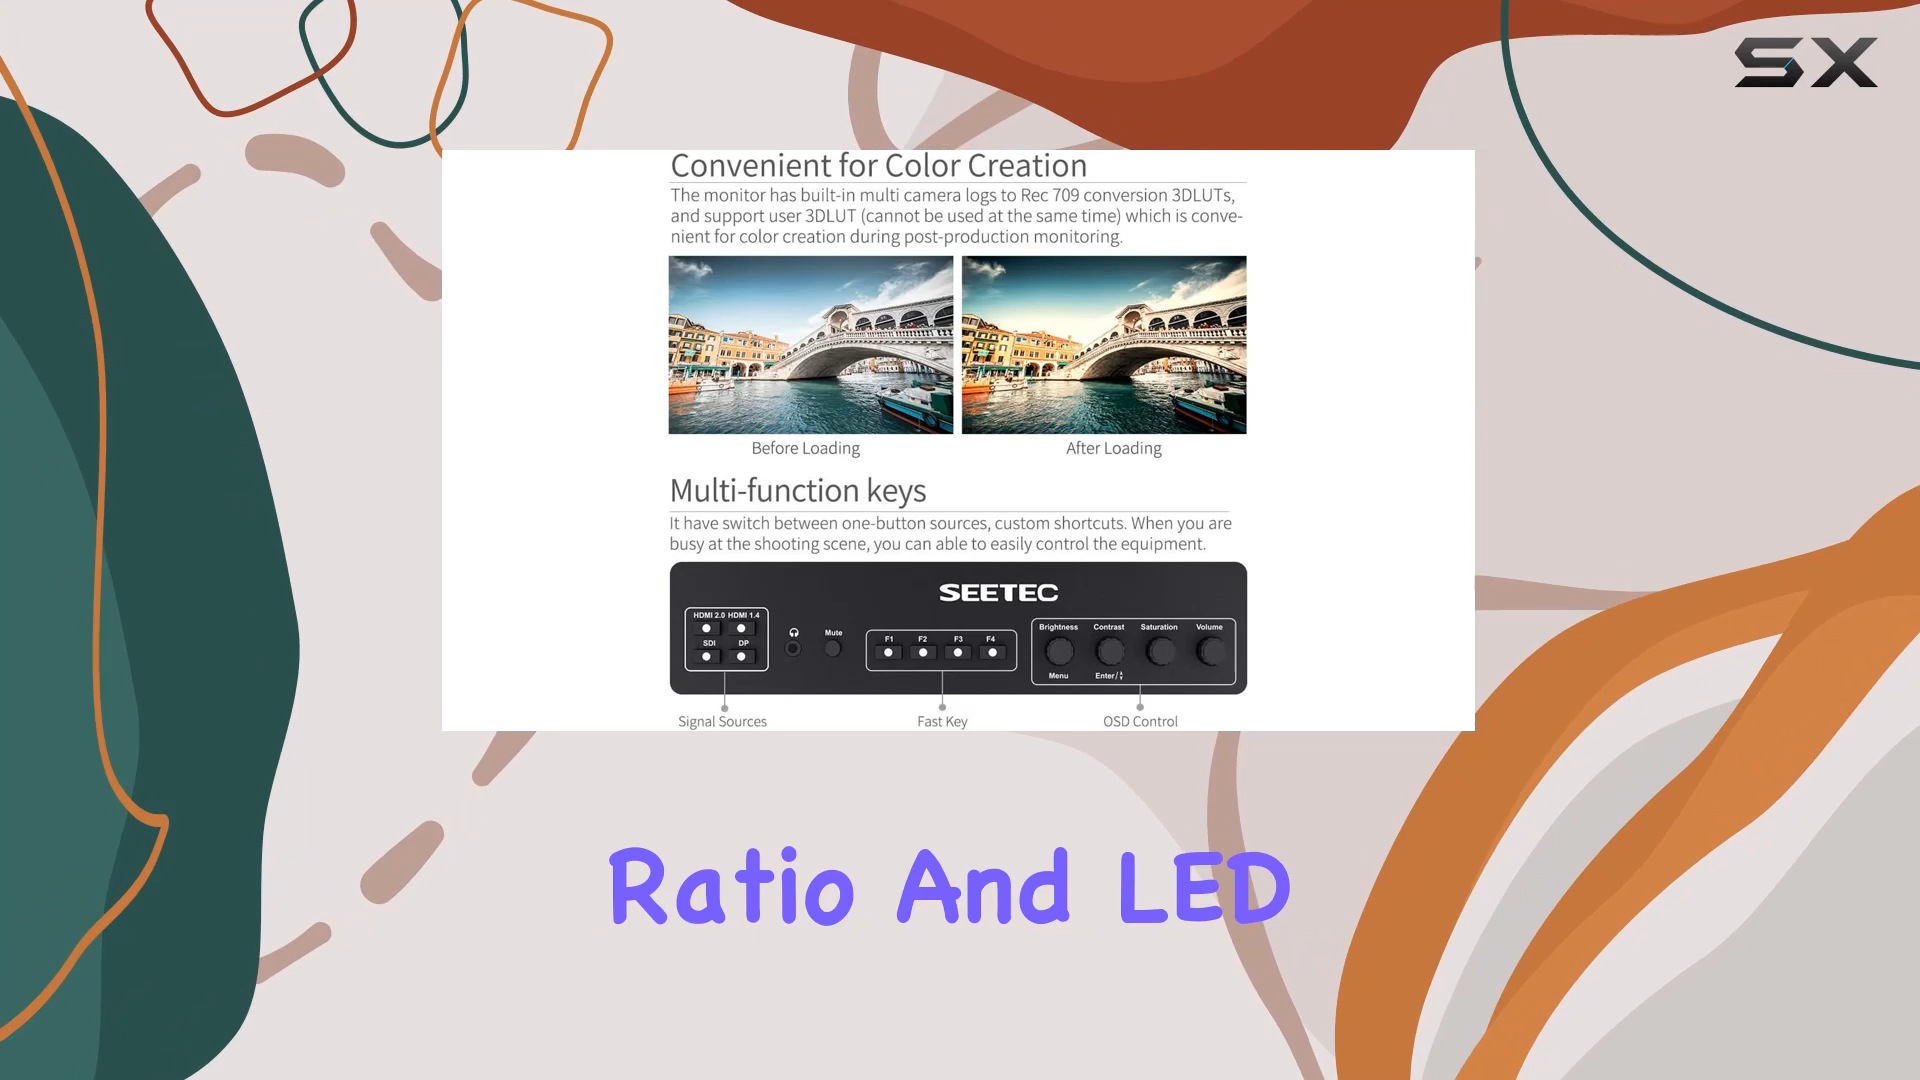 SX
Convenient for Color Creation
The monitor has built-in multi camera logs to Rec 709 conversion 3DLUTs,
and support user 3DLUT (cannot be used at the same time) which is conve-
nient for color creation during post-production monitoring.
Before Loading
After Loading
Multi-function keys
It have switch between one-button sources, custom shortcuts. When you are
busy at the shooting scene, you can able to easily control the equipment.
SEETEC
HDMI 2.0 HDMI 1.4
SDI DP
Mute
F1 F2 F3 F4
Brightness Contrast Saturation Volume
Menu Enter/
Signal Sources
Fast Key
OSD Control
Ratio And LED